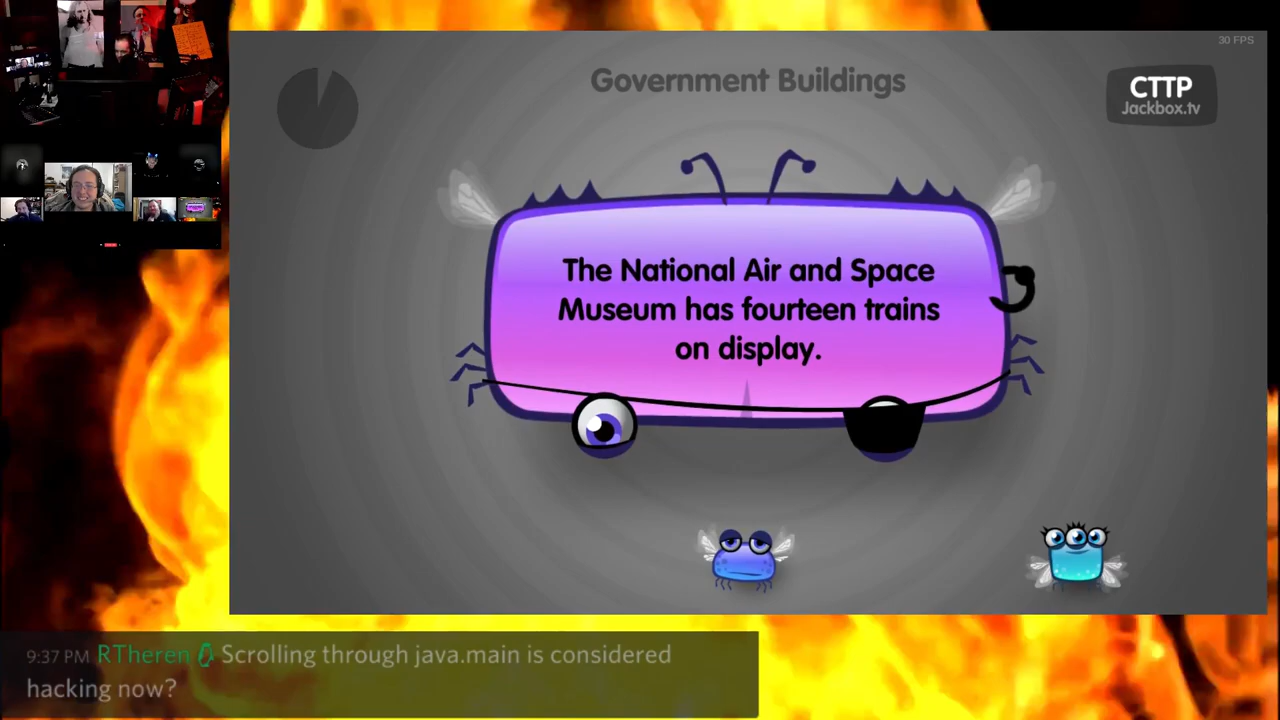 30 FPS
Government Buildings
CTTP
Jackbox.tv
The National Air and Space
Museum has fourteen trains
on display.
9:37 PM RTheren Scrolling through java.main is considered
hacking now?